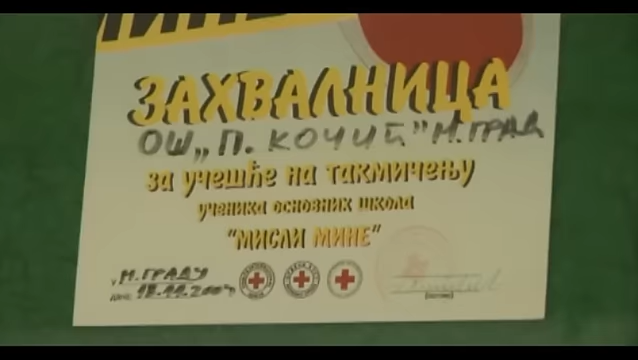 ЗАХВАЛНИЦА
ОШ „П. КОЧИЋ" М. ГРАД
за учешће на такмичењу
ученика основних школа
"МИСЛИ МИНЕ"
У М. ГРАДУ